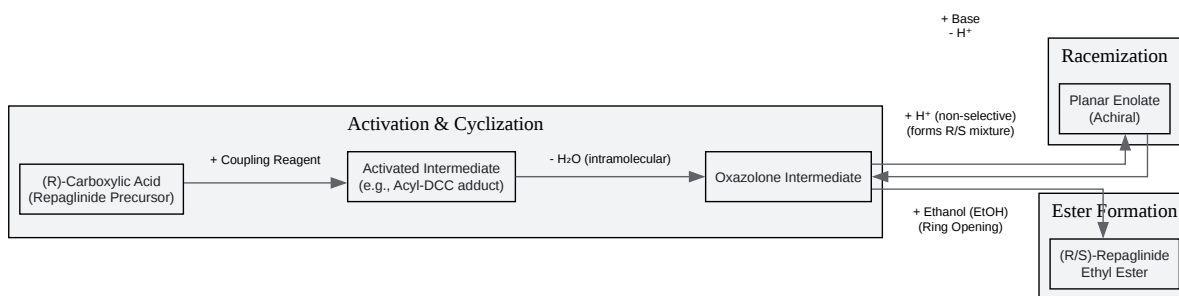 + Base
- H⁺
Racemization
Planar Enolate
(Achiral)
+ H⁺ (non-selective)
(forms R/S mixture)
Activation & Cyclization
+ Coupling Reagent
- H₂O (intramolecular)
(R)-Carboxylic Acid
(Repaglinide Precursor)
Activated Intermediate
(e.g., Acyl-DCC adduct)
Oxazolone Intermediate
+ Ethanol (EtOH)
(Ring Opening)
Ester Formation
(R/S)-Repaglinide
Ethyl Ester